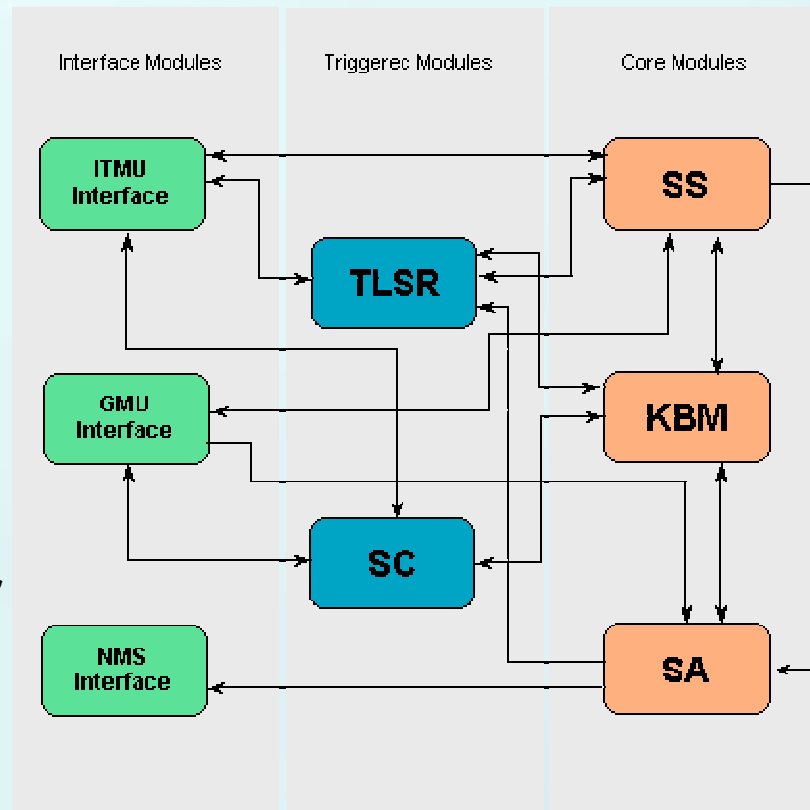 Interface Modules
Triggerec Modules
Core Modules
ITMU
Interface
SS
TLSR
GMU
Interface
KBM
SC
NMS
Interface
SA